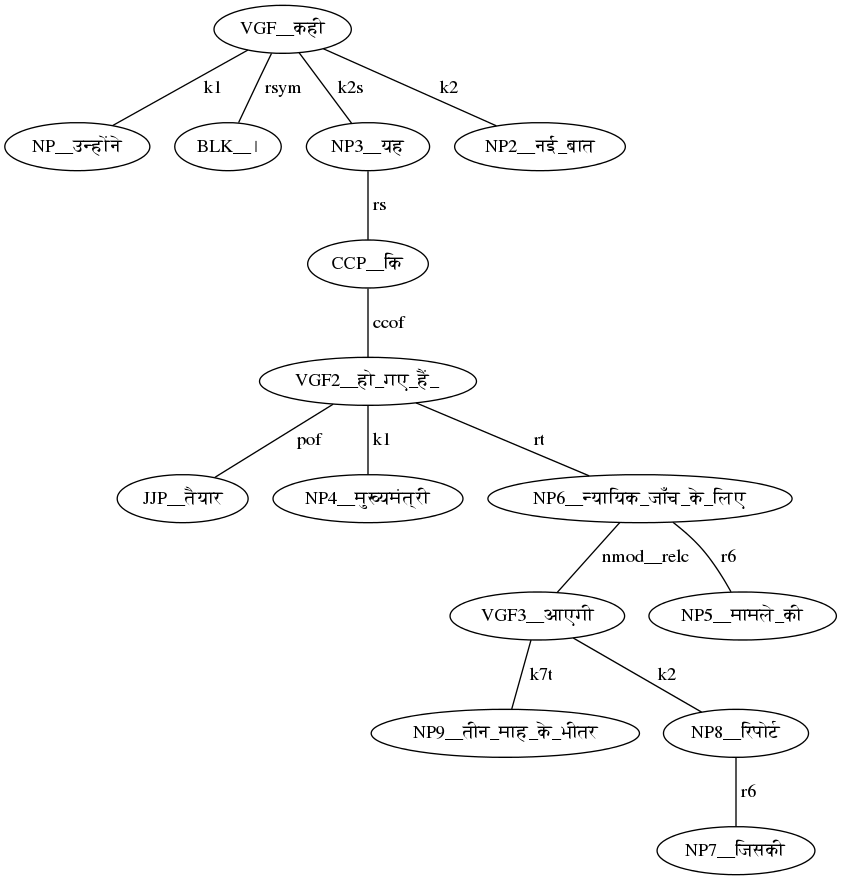 VGF__कही
k1 rsym k2s k2
NP__उन्होंने BLK__। NP3__यह NP2__नई_बात
rs
CCP__कि
ccof
VGF2__हो_गए_हैं_
pof k1 rt
JJP__तैयार NP4__मुख्यमंत्री NP6__न्यायिक_जाँच_के_लिए
nmod__relc r6
VGF3__आएगी NP5__मामले_की
k7t k2
NP9__तीन_माह_के_भीतर NP8__रिपोर्ट
r6
NP7__जिसकी